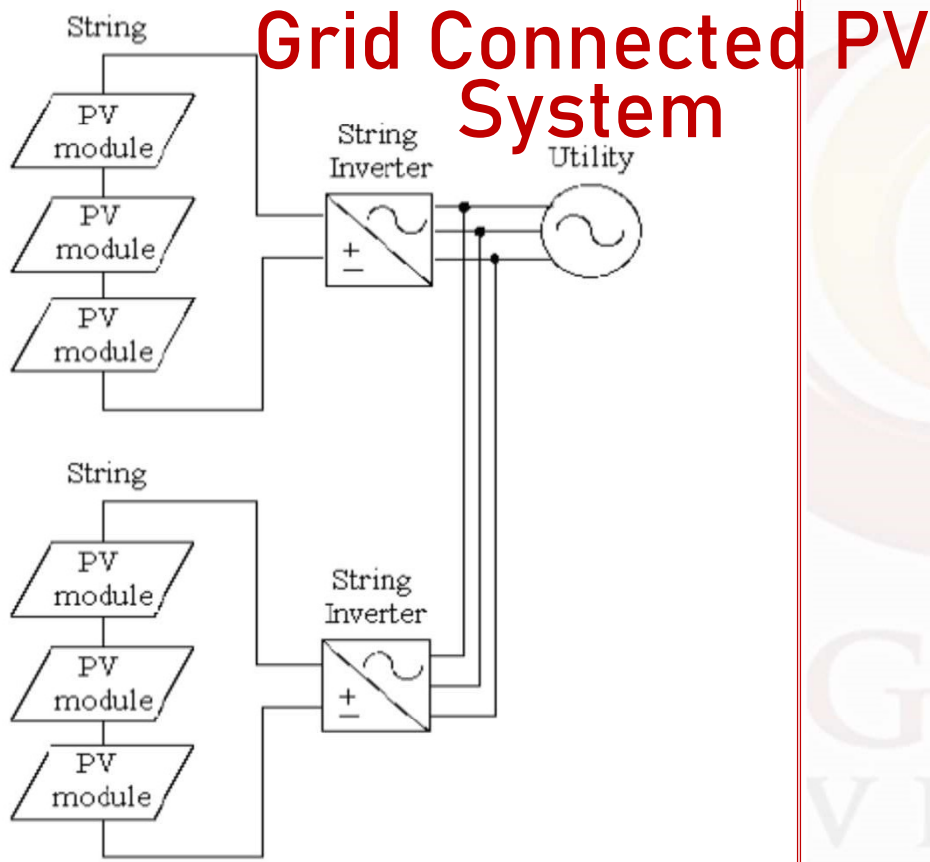 Grid Connected PV
System
String
PV
module
PV
module
PV
module
String
Inverter
Utility
String
PV
module
PV
module
PV
module
String
Inverter
G
V